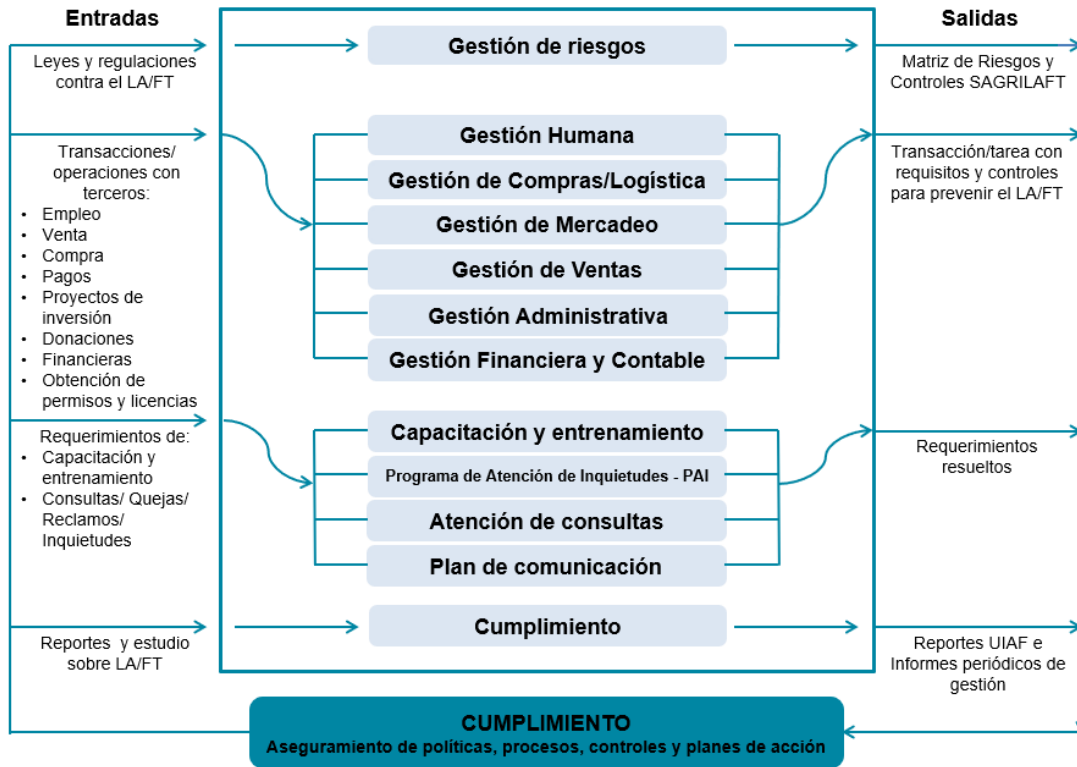 Entradas
Leyes y regulaciones
contra el LA/FT
Transacciones/
operaciones con
terceros:
• Empleo
• Venta
• Compra
• Pagos
• Proyectos de
inversión
• Donaciones
• Financieras
• Obtención de
permisos y licencias
Requerimientos de:
• Capacitación y
entrenamiento
• Consultas/ Quejas/
Reclamos/
Inquietudes
Reportes y estudio
sobre LA/FT
Gestión de riesgos
Gestión Humana
Gestión de Compras/Logística
Gestión de Mercadeo
Gestión de Ventas
Gestión Administrativa
Gestión Financiera y Contable
Capacitación y entrenamiento
Programa de Atención de Inquietudes - PAI
Atención de consultas
Plan de comunicación
Cumplimiento
Salidas
Matriz de Riesgos y
Controles SAGRILAFT
Transacción/tarea con
requisitos y controles
para prevenir el LA/FT
Requerimientos
resueltos
Reportes UIAF e
Informes periódicos de
gestión
CUMPLIMIENTO
Aseguramiento de políticas, procesos, controles y planes de acción